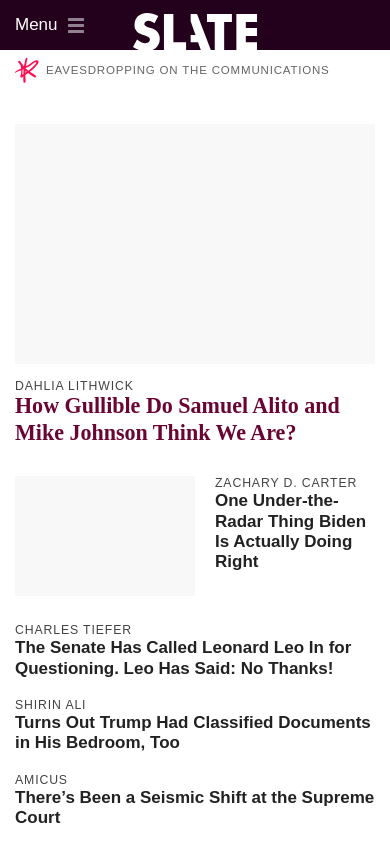 Menu
SLATE
EAVESDROPPING ON THE COMMUNICATIONS
DAHLIA LITHWICK
How Gullible Do Samuel Alito and
Mike Johnson Think We Are?
ZACHARY D. CARTER
One Under-the-
Radar Thing Biden
Is Actually Doing
Right
CHARLES TIEFER
The Senate Has Called Leonard Leo In for
Questioning. Leo Has Said: No Thanks!
SHIRIN ALI
Turns Out Trump Had Classified Documents
in His Bedroom, Too
AMICUS
There’s Been a Seismic Shift at the Supreme
Court